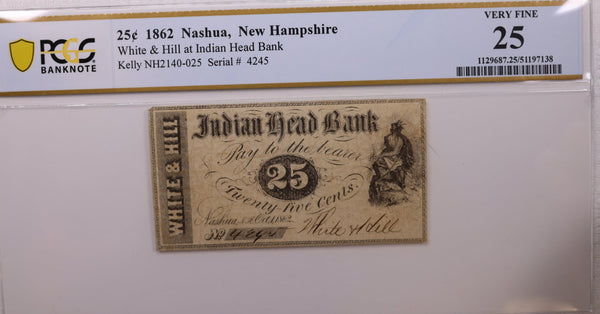 PCGS
BANKNOTE
25¢ 1862 Nashua, New Hampshire
White & Hill at Indian Head Bank
Kelly NH2140-025 Serial# 4245
VERY FINE
25
1129687.25/51197138
WHITE & HILL
Indian Head Bank
Pay to the bearer
25
Twenty five Cents.
Nashua, Oct. 1862
White & Hill